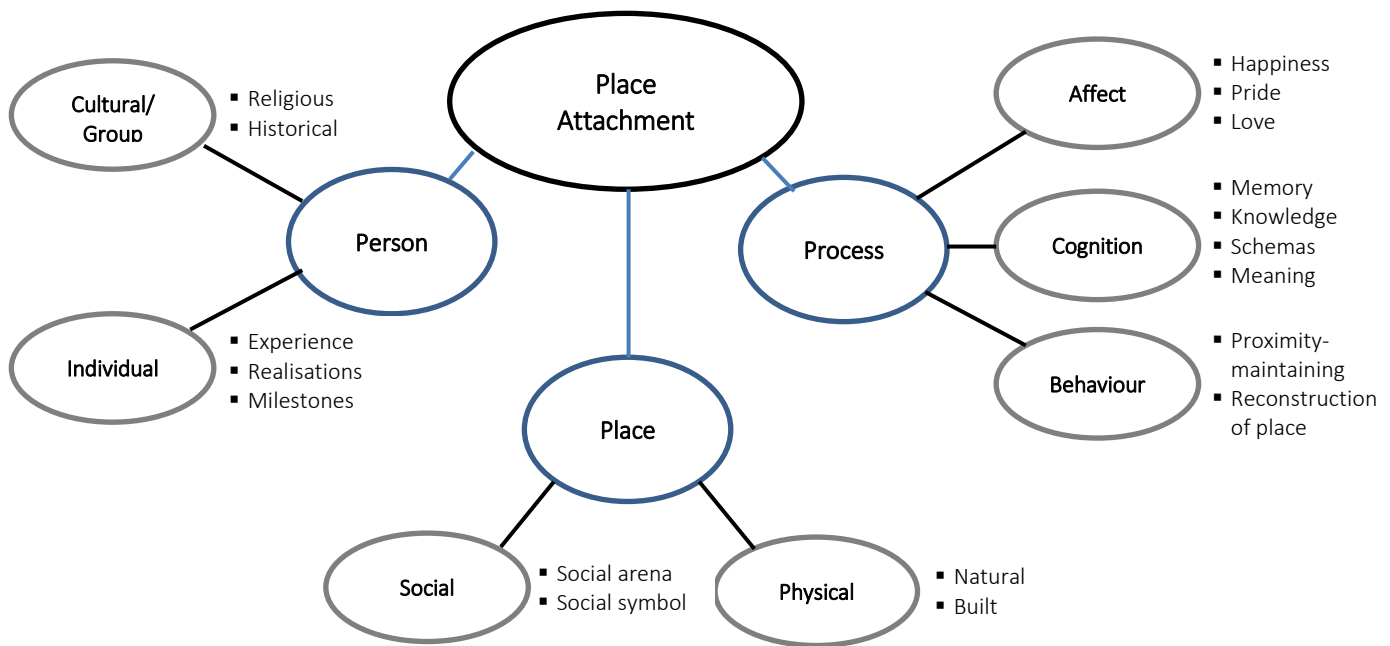 Place
Attachment
Cultural/
Group
▪ Religious
▪ Historical
Person
Individual
▪ Experience
▪ Realisations
▪ Milestones
Process
Affect
▪ Happiness
▪ Pride
▪ Love
Cognition
▪ Memory
▪ Knowledge
▪ Schemas
▪ Meaning
Behaviour
▪ Proximity-
maintaining
▪ Reconstruction
of place
Place
Social
▪ Social arena
▪ Social symbol
Physical
▪ Natural
▪ Built